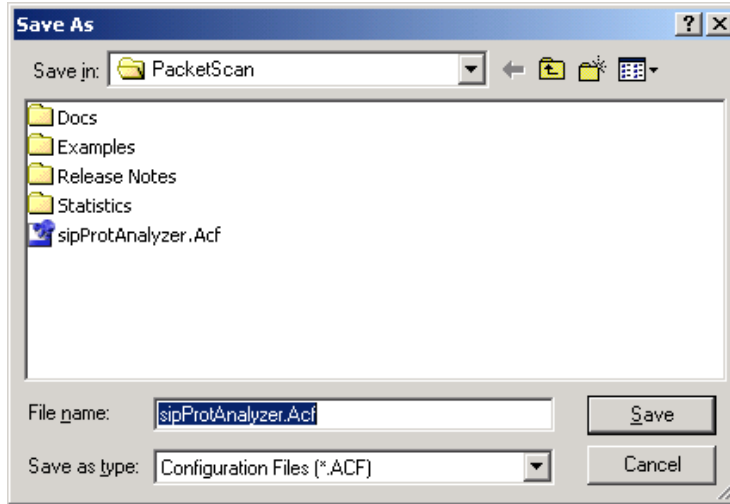 Save As
Save in: PacketScan
Docs
Examples
Release Notes
Statistics
sipProtAnalyzer.Acf
File name: sipProtAnalyzer.Acf Save
Save as type: Configuration Files (*.ACF) Cancel